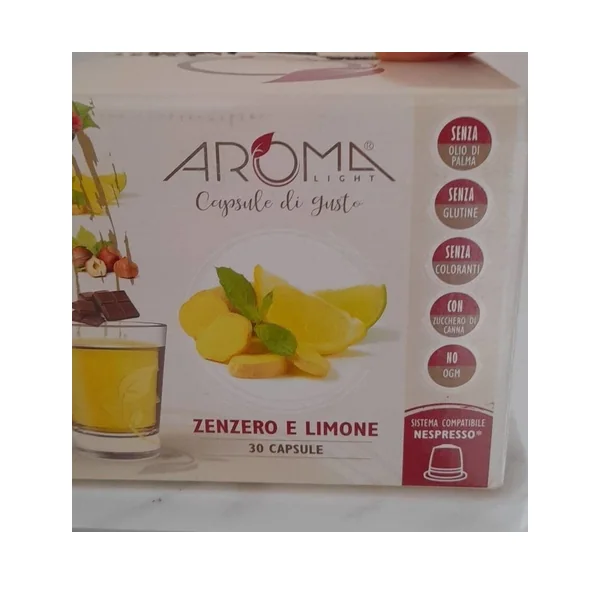 AROMA®
LIGHT
Capsule di gusto
ZENZERO E LIMONE
30 CAPSULE
SENZA
OLIO DI
PALMA
SENZA
GLUTINE
SENZA
COLORANTI
CON
ZUCCHERO DI
CANNA
NO
OGM
SISTEMA COMPATIBILE
NESPRESSO®